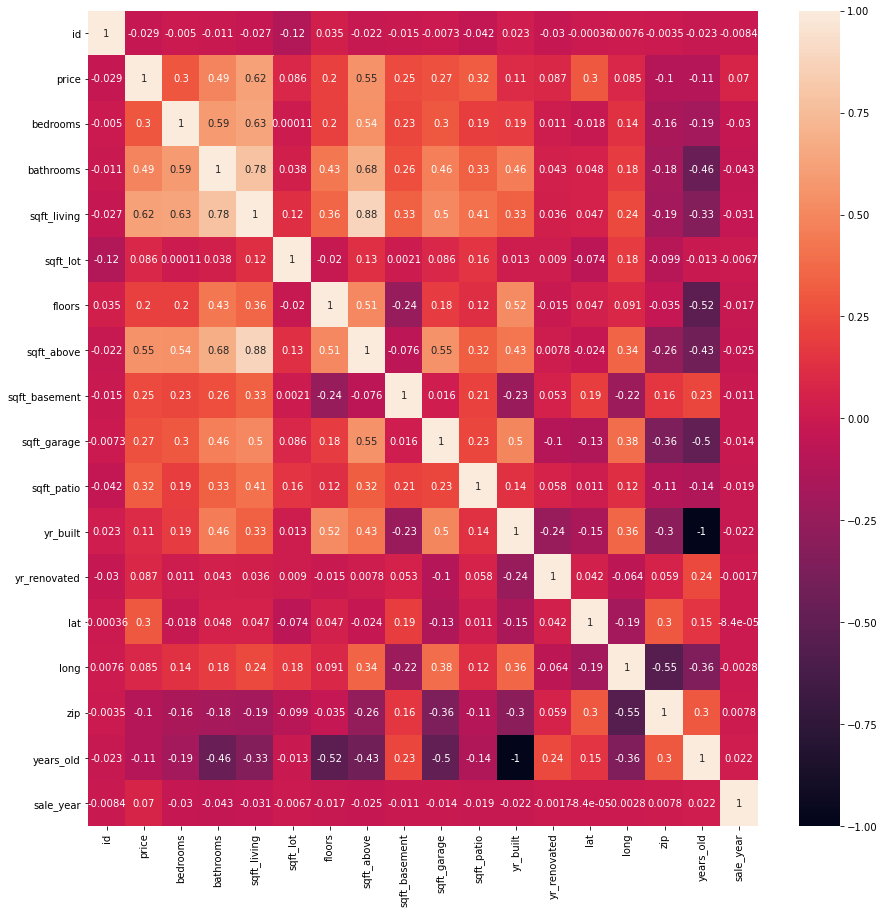 id 1 -0.029 -0.005 -0.011 -0.027 -0.12 0.035 -0.022 -0.015 -0.0073 -0.042 0.023 -0.03 -0.00036 0.0076 -0.0035 -0.023 -0.0084
price -0.029 1 0.3 0.49 0.62 0.086 0.2 0.55 0.25 0.27 0.32 0.11 0.087 0.3 0.085 -0.1 -0.11 0.07
bedrooms -0.005 0.3 1 0.59 0.63 0.00011 0.2 0.54 0.23 0.3 0.19 0.19 0.011 -0.018 0.14 -0.16 -0.19 -0.03
bathrooms -0.011 0.49 0.59 1 0.78 0.038 0.43 0.68 0.26 0.46 0.33 0.46 0.043 0.048 0.18 -0.18 -0.46 -0.043
sqft_living -0.027 0.62 0.63 0.78 1 0.12 0.36 0.88 0.33 0.5 0.41 0.33 0.036 0.047 0.24 -0.19 -0.33 -0.031
sqft_lot -0.12 0.086 0.00011 0.038 0.12 1 -0.02 0.13 0.0021 0.086 0.16 0.013 0.009 -0.074 0.18 -0.099 -0.013 -0.0067
floors 0.035 0.2 0.2 0.43 0.36 -0.02 1 0.51 -0.24 0.18 0.12 0.52 -0.015 0.047 0.091 -0.035 -0.52 -0.017
sqft_above -0.022 0.55 0.54 0.68 0.88 0.13 0.51 1 -0.076 0.55 0.32 0.43 0.0078 -0.024 0.34 -0.26 -0.43 -0.025
sqft_basement -0.015 0.25 0.23 0.26 0.33 0.0021 -0.24 -0.076 1 0.016 0.21 -0.23 0.053 0.19 -0.22 0.16 0.23 -0.011
sqft_garage -0.0073 0.27 0.3 0.46 0.5 0.086 0.18 0.55 0.016 1 0.23 0.5 -0.1 -0.13 0.38 -0.36 -0.5 -0.014
sqft_patio -0.042 0.32 0.19 0.33 0.41 0.16 0.12 0.32 0.21 0.23 1 0.14 0.058 0.011 0.12 -0.11 -0.14 -0.019
yr_built 0.023 0.11 0.19 0.46 0.33 0.013 0.52 0.43 -0.23 0.5 0.14 1 -0.24 -0.15 0.36 -0.3 -1 -0.022
yr_renovated -0.03 0.087 0.011 0.043 0.036 0.009 -0.015 0.0078 0.053 -0.1 0.058 -0.24 1 0.042 -0.064 0.059 0.24 -0.0017
lat -0.00036 0.3 -0.018 0.048 0.047 -0.074 0.047 -0.024 0.19 -0.13 0.011 -0.15 0.042 1 -0.19 0.3 0.15 -8.4e-05
long 0.0076 0.085 0.14 0.18 0.24 0.18 0.091 0.34 -0.22 0.38 0.12 0.36 -0.064 -0.19 1 -0.55 -0.36 -0.0028
zip -0.0035 -0.1 -0.16 -0.18 -0.19 -0.099 -0.035 -0.26 0.16 -0.36 -0.11 -0.3 0.059 0.3 -0.55 1 0.3 0.0078
years_old -0.023 -0.11 -0.19 -0.46 -0.33 -0.013 -0.52 -0.43 0.23 -0.5 -0.14 -1 0.24 0.15 -0.36 0.3 1 0.022
sale_year -0.0084 0.07 -0.03 -0.043 -0.031 -0.0067 -0.017 -0.025 -0.011 -0.014 -0.019 -0.022 -0.0017 -8.4e-05 -0.0028 0.0078 0.022 1
id price bedrooms bathrooms sqft_living sqft_lot floors sqft_above sqft_basement sqft_garage sqft_patio yr_built yr_renovated lat long zip years_old sale_year
1.00
0.75
0.50
0.25
0.00
−0.25
−0.50
−0.75
−1.00